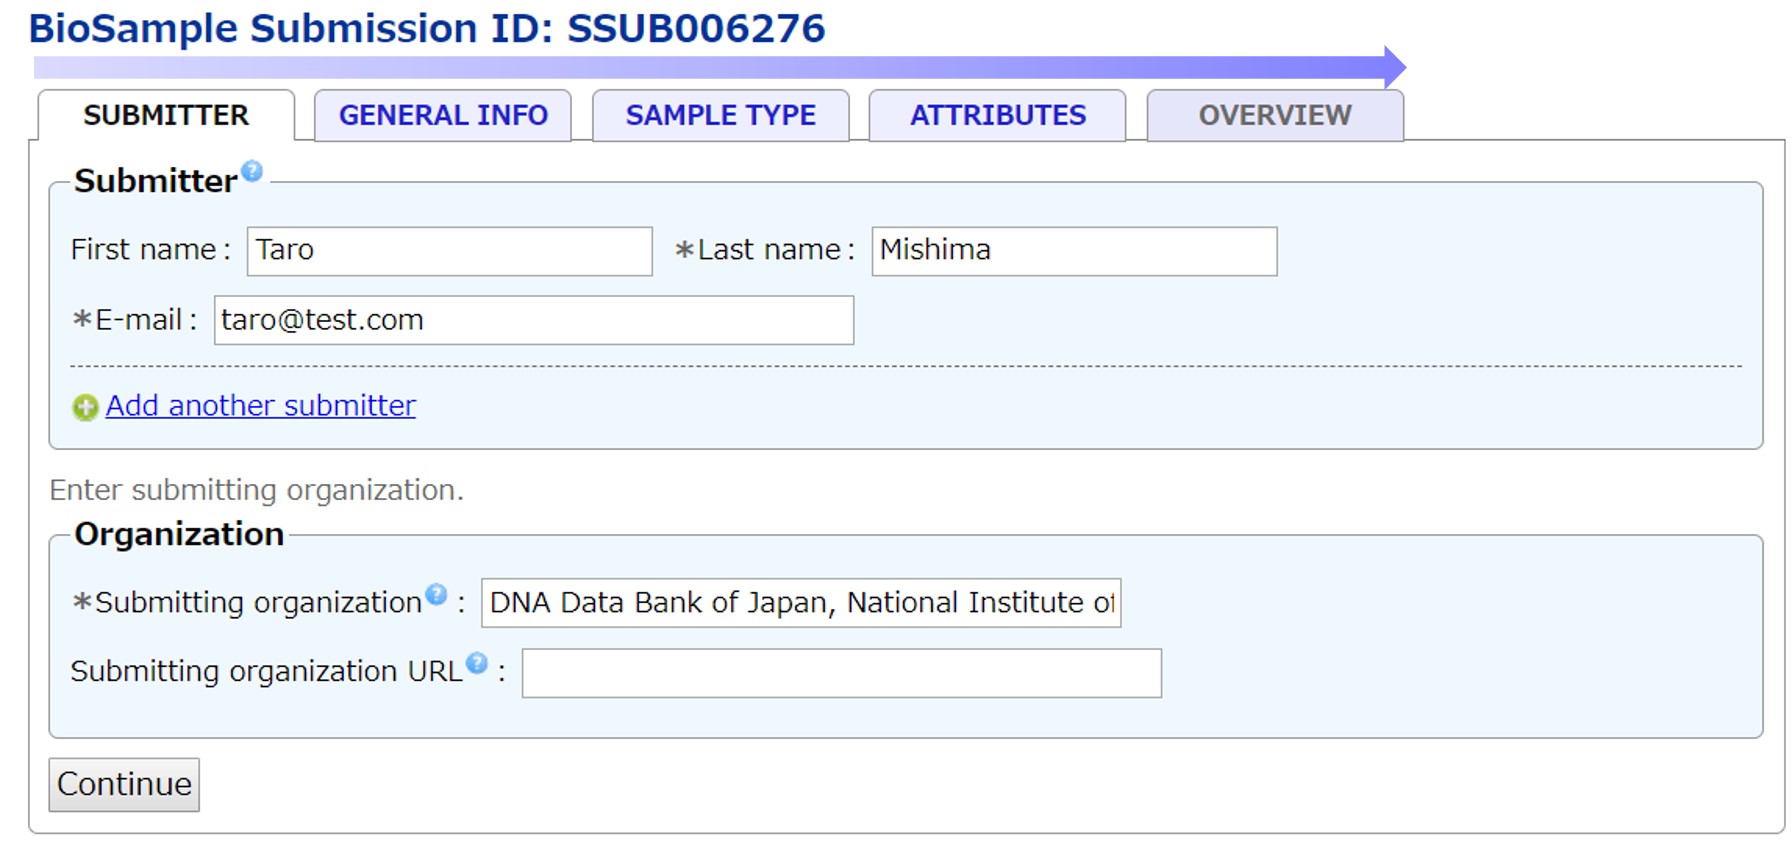 BioSample Submission ID: SSUB006276
SUBMITTER GENERAL INFO SAMPLE TYPE ATTRIBUTES OVERVIEW
Submitter ?
First name : Taro *Last name : Mishima
*E-mail : taro@test.com
Add another submitter
Enter submitting organization.
Organization
*Submitting organization ? : DNA Data Bank of Japan, National Institute of
Submitting organization URL ? :
Continue